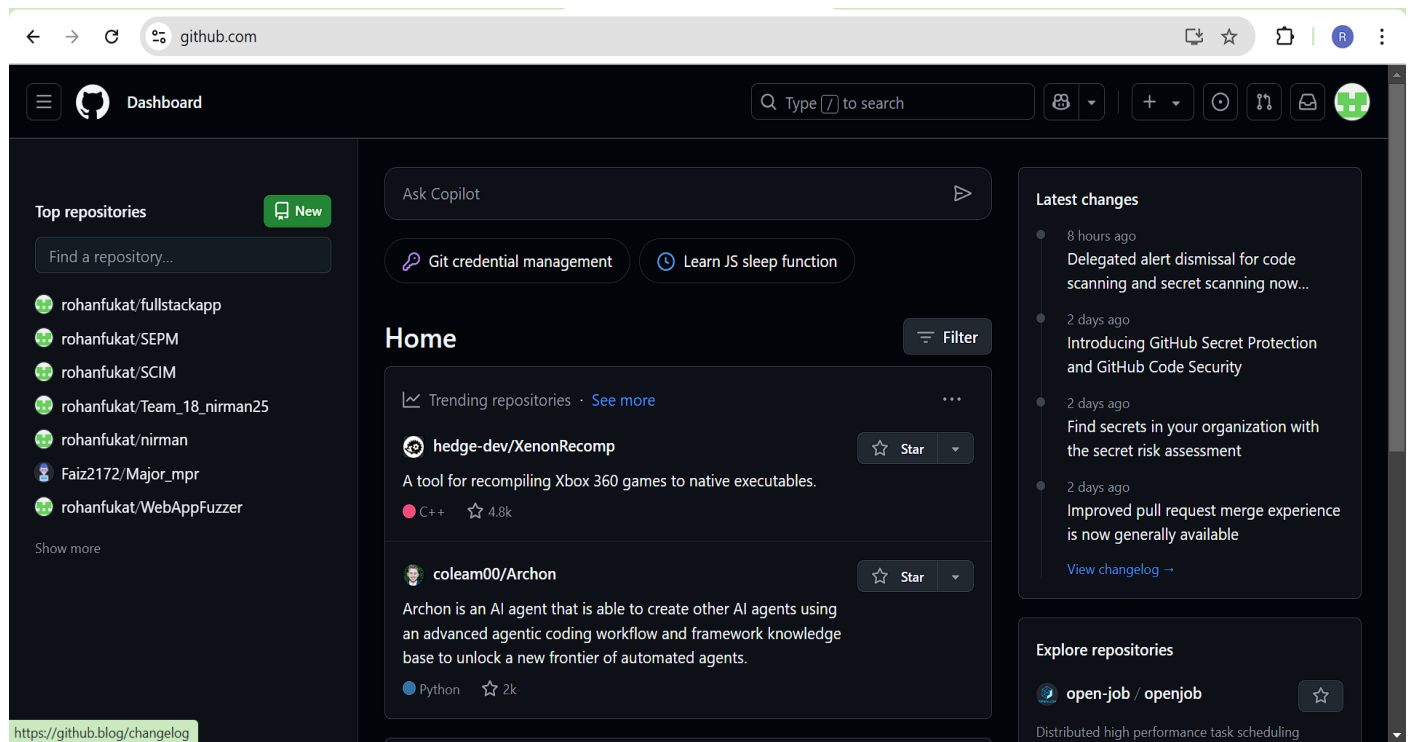 github.com
R
Dashboard
Type / to search
Top repositories
New
Find a repository...
rohanfukat/fullstackapp
rohanfukat/SEPM
rohanfukat/SCIM
rohanfukat/Team_18_nirman25
rohanfukat/nirman
Faiz2172/Major_mpr
rohanfukat/WebAppFuzzer
Show more
Ask Copilot
Git credential management
Learn JS sleep function
Home
Filter
Trending repositories · See more
hedge-dev/XenonRecomp
Star
A tool for recompiling Xbox 360 games to native executables.
C++ 4.8k
coleam00/Archon
Star
Archon is an AI agent that is able to create other AI agents using
an advanced agentic coding workflow and framework knowledge
base to unlock a new frontier of automated agents.
Python 2k
Latest changes
8 hours ago
Delegated alert dismissal for code
scanning and secret scanning now...
2 days ago
Introducing GitHub Secret Protection
and GitHub Code Security
2 days ago
Find secrets in your organization with
the secret risk assessment
2 days ago
Improved pull request merge experience
is now generally available
View changelog →
Explore repositories
open-job / openjob
Distributed high performance task scheduling
https://github.blog/changelog